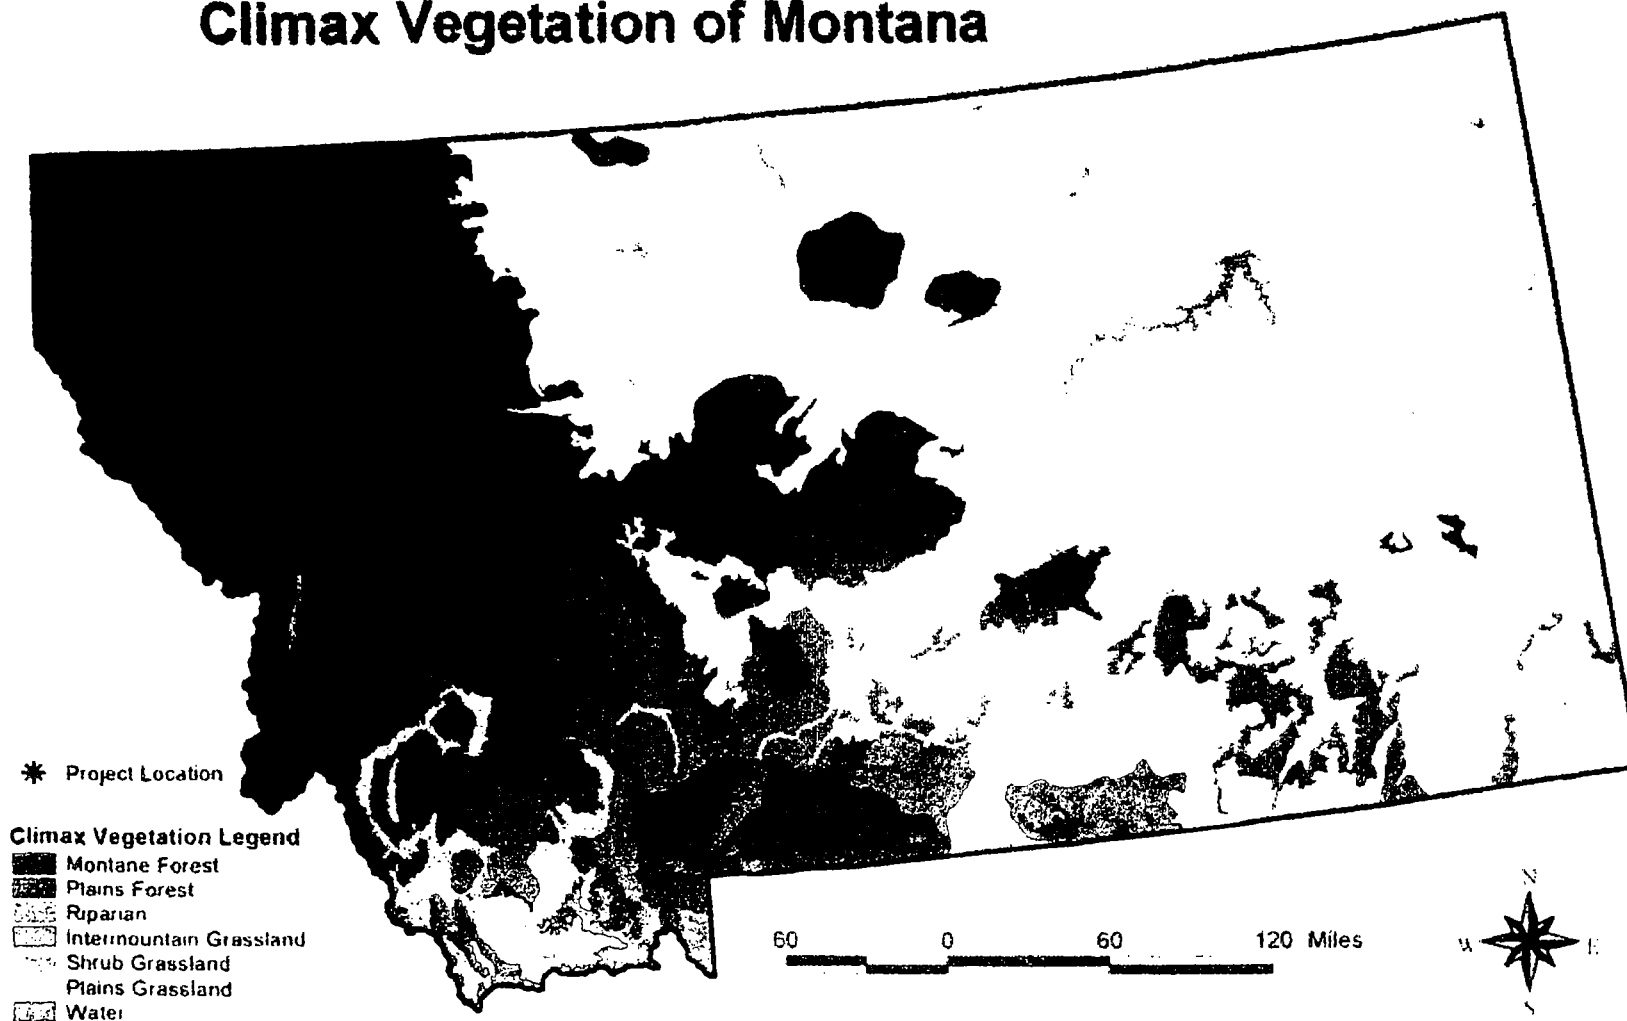 Climax Vegetation of Montana
Project Location
Climax Vegetation Legend
Montane Forest
Plains Forest
Riparian
Intermountain Grassland
Shrub Grassland
Plains Grassland
Water
60 0 60 120 Miles
N
W E